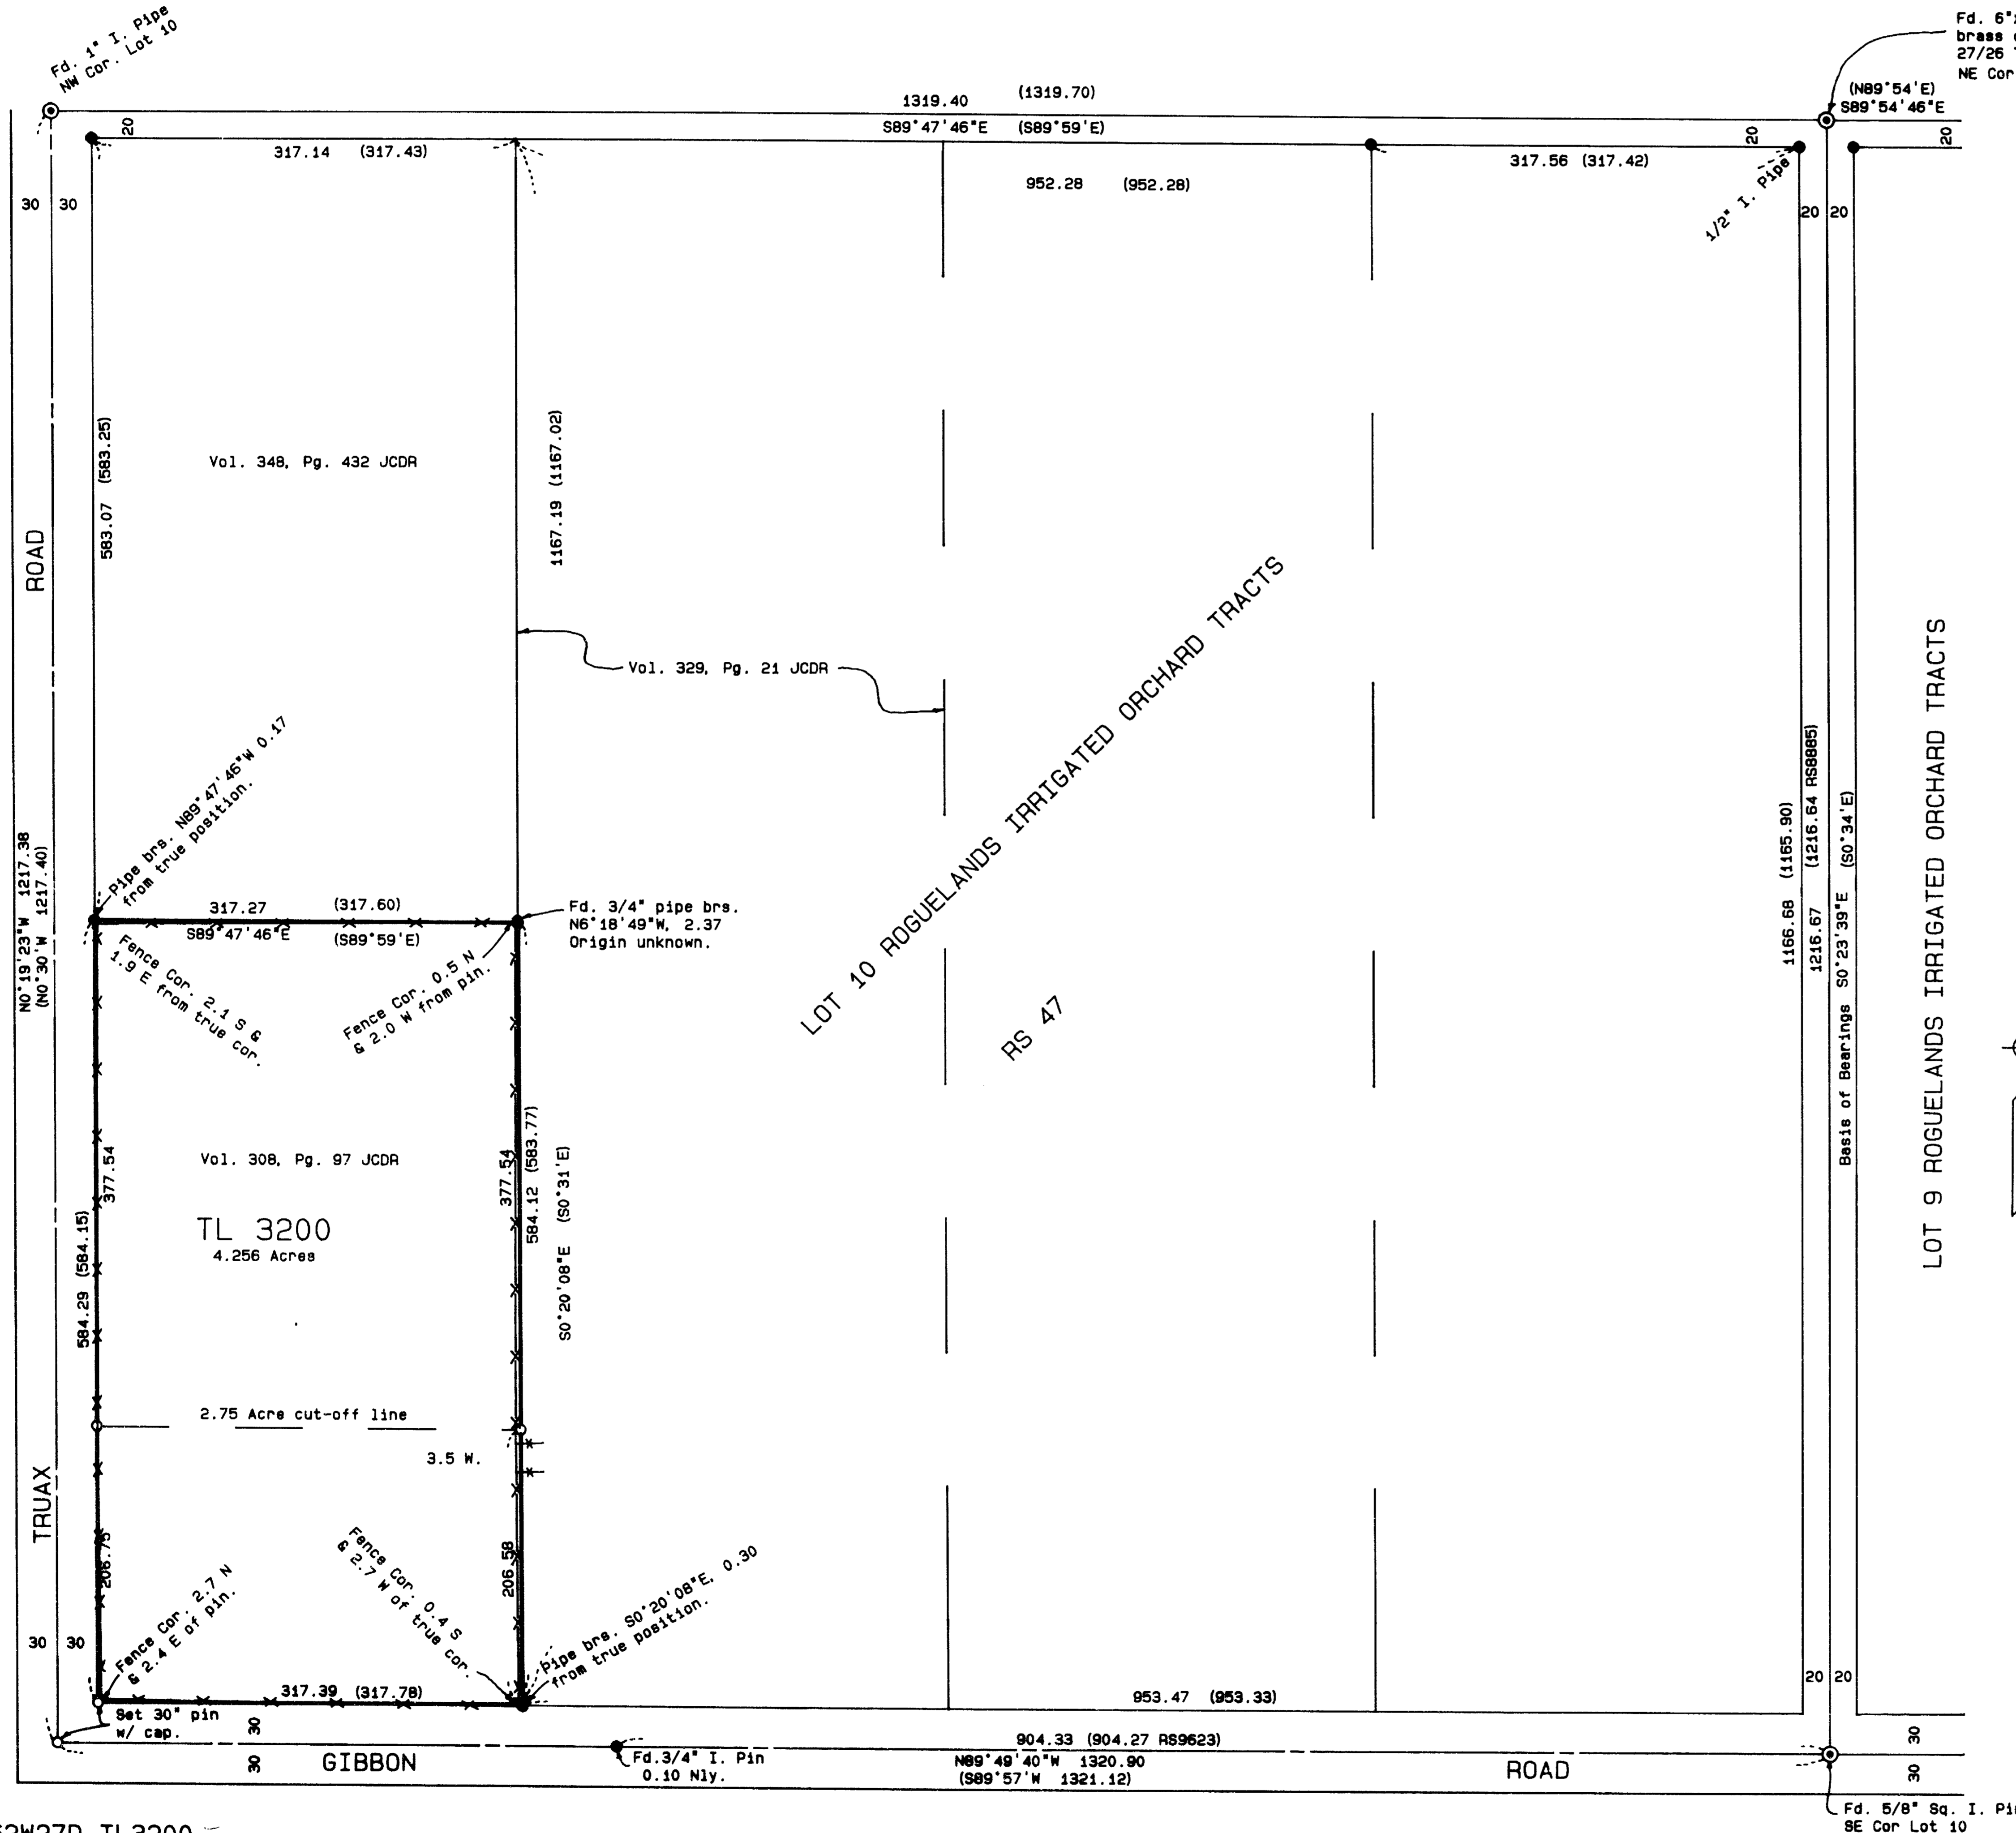 Fd. 1" I. Pipe
NW Cor. Lot 10
Fd. 6"
brass
27/26
NE Cor
1319.40 (1319.70)
S89°47'46"E (S89°59'E)
(N89°54'E)
S89°54'46"E
20
317.14 (317.43)
952.28 (952.28)
317.56 (317.42)
20
20
1/2" I. Pipe
30 30
20 20
583.07 (583.25)
Vol. 348, Pg. 432 JCDR
1167.19 (1167.02)
ROAD
Vol. 329, Pg. 21 JCDR
LOT 10 ROGUELANDS IRRIGATED ORCHARD TRACTS
RS 47
LOT 9 ROGUELANDS IRRIGATED ORCHARD TRACTS
1166.68 (1165.90)
1216.67 (1216.64 RS8885)
Basis of Bearings S0°23'39"E (S0°34'E)
Pipe brs. N89°47'46"W 0.17
from true position.
N0°19'23"W 1217.38
(N0°30'W 1217.40)
317.27 (317.60)
S89°47'46"E (S89°59'E)
Fd. 3/4" pipe brs.
N6°18'49"W, 2.37
Origin unknown.
Fence Cor. 2.1 S &
1.9 E from true cor.
Fence Cor. 0.5 N
& 2.0 W from pin.
377.54
584.29 (584.15)
Vol. 308, Pg. 97 JCDR
TL 3200
4.256 Acres
377.54
584.12 (583.77)
S0°20'08"E (S0°31'E)
2.75 Acre cut-off line
3.5 W.
TRUAX
206.75
206.58
Fence Cor. 2.7 N
& 2.4 E of pin.
Fence Cor. 0.4 S
& 2.7 W of true cor.
Pipe brs. S0°20'08"E, 0.30
from true position.
30 30
20 20
317.39 (317.78)
953.47 (953.33)
Set 30" pin
w/ cap.
30
30
GIBBON
Fd.3/4" I. Pin
0.10 Nly.
904.33 (904.27 RS9623)
N89°49'40"W 1320.90
(S89°57'W 1321.12)
ROAD
30
30
Fd. 5/8" Sq. I. Pi
SE Cor Lot 10
TL3200